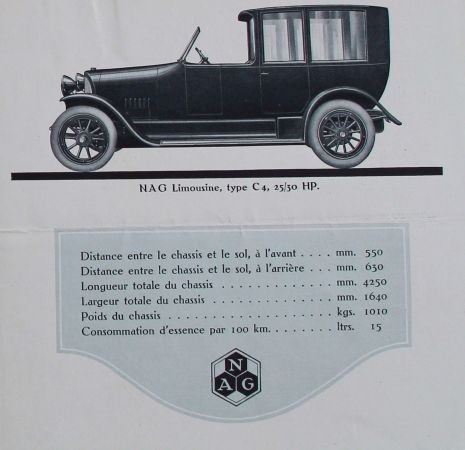 NAG Limousine, type C4, 25/30 HP.
Distance entre le chassis et le sol, à l'avant . . . . mm. 550
Distance entre le chassis et le sol, à l'arrière . . . mm. 630
Longueur totale du chassis . . . . . . . . . . . . mm. 4250
Largeur totale du chassis . . . . . . . . . . . . . mm. 1640
Poids du chassis . . . . . . . . . . . . . . . . . . kgs. 1010
Consommation d'essence par 100 km. . . . . . . . . ltrs. 15
N
AG